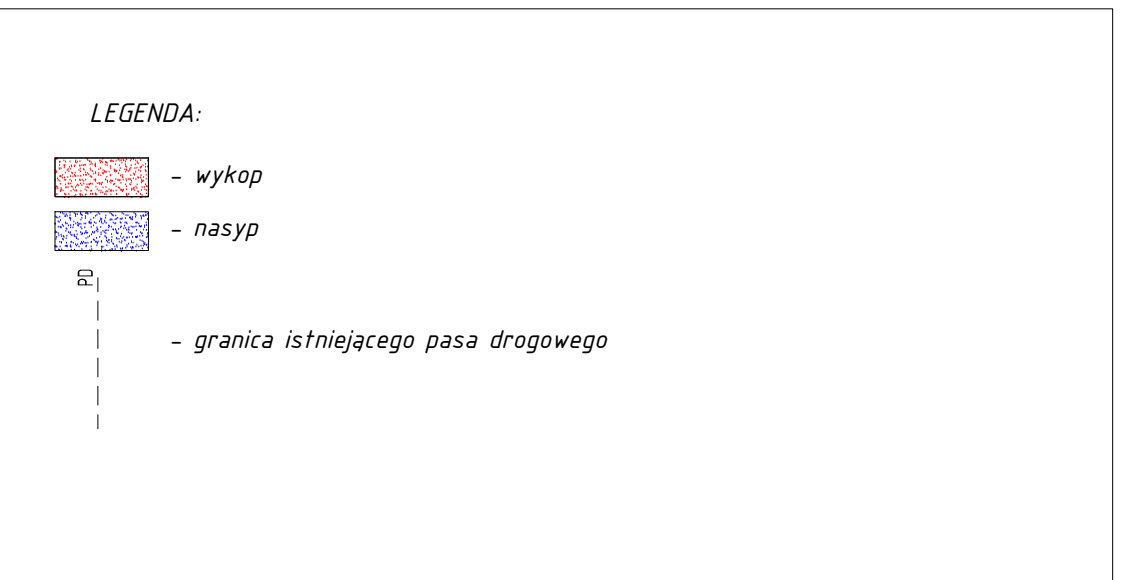 LEGENDA:
- wykop
- nasyp
PD
- granica istniejącego pasa drogowego